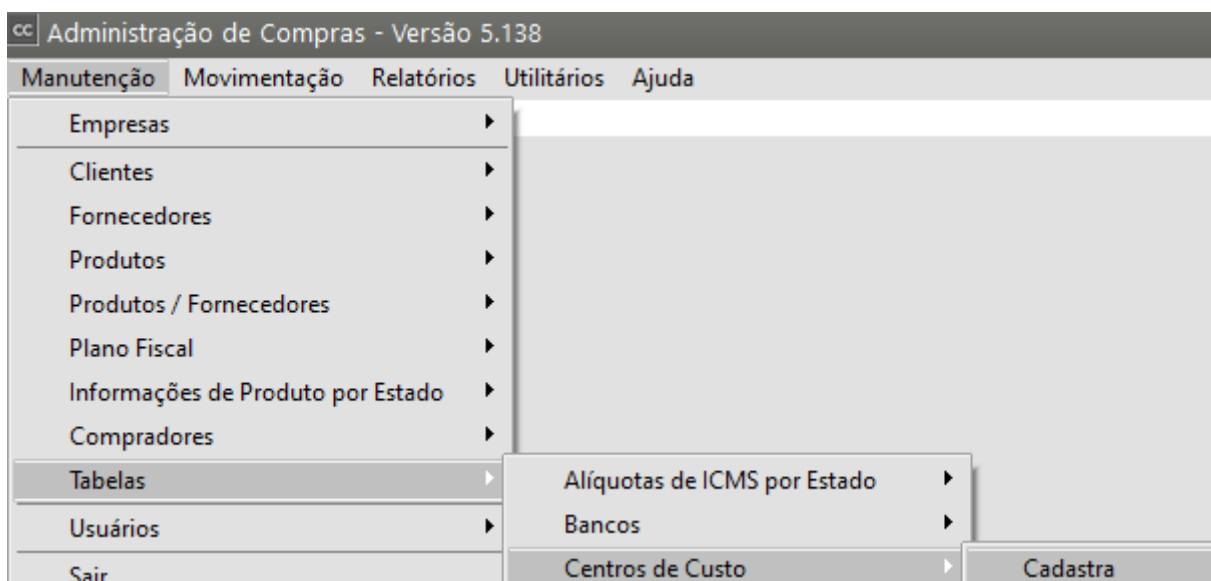 CC Administração de Compras - Versão 5.138
Manutenção Movimentação Relatórios Utilitários Ajuda
Empresas
Clientes
Fornecedores
Produtos
Produtos / Fornecedores
Plano Fiscal
Informações de Produto por Estado
Compradores
Tabelas Alíquotas de ICMS por Estado
Usuários Bancos
Sair Centros de Custo Cadastra